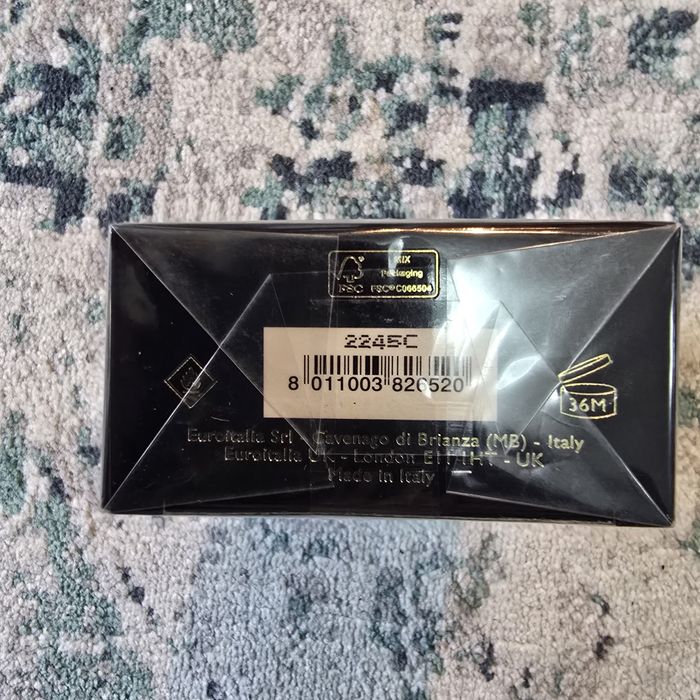 MIX
Packaging
FSC
FSC® C066504
2245C
8 011003 826520
36M
Euroitalia Srl - Cavenago di Brianza (MB) - Italy
Euroitalia UK - London E1 1HT - UK
Made in Italy